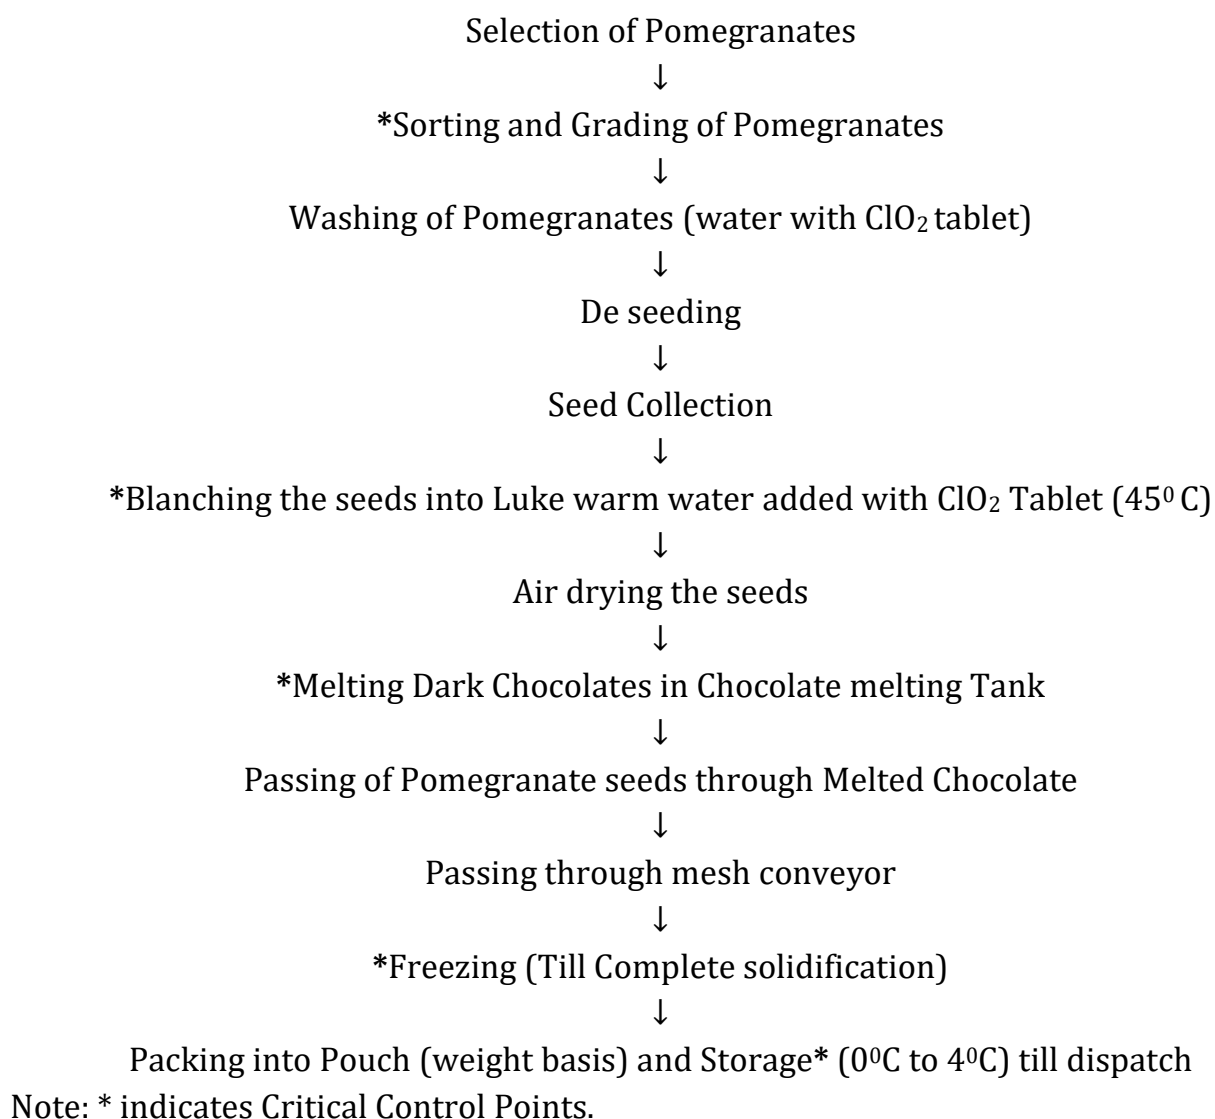 Selection of Pomegranates
↓
*Sorting and Grading of Pomegranates
↓
Washing of Pomegranates (water with ClO₂ tablet)
↓
De seeding
↓
Seed Collection
↓
*Blanching the seeds into Luke warm water added with ClO₂ Tablet (45⁰ C)
↓
Air drying the seeds
↓
*Melting Dark Chocolates in Chocolate melting Tank
↓
Passing of Pomegranate seeds through Melted Chocolate
↓
Passing through mesh conveyor
↓
*Freezing (Till Complete solidification)
↓
Packing into Pouch (weight basis) and Storage* (0⁰C to 4⁰C) till dispatch
Note: * indicates Critical Control Points.